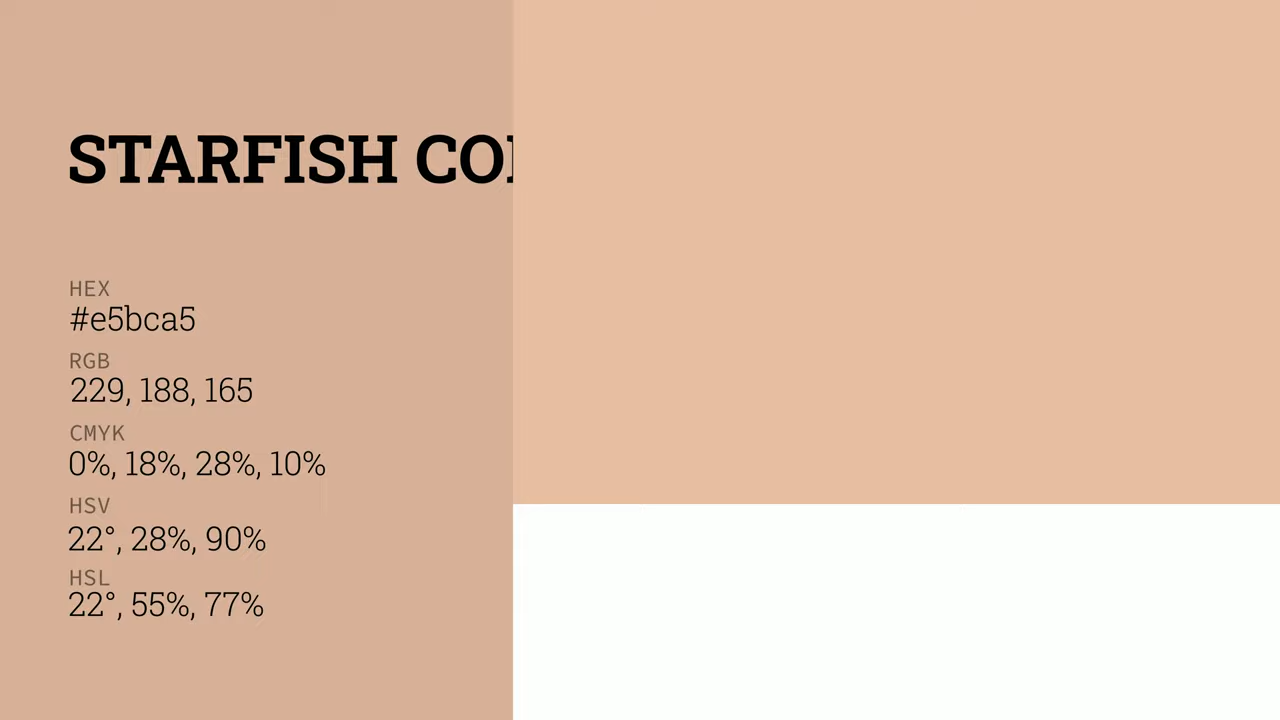 STARFISH CO
HEX
#e5bca5
RGB
229, 188, 165
CMYK
0%, 18%, 28%, 10%
HSV
22°, 28%, 90%
HSL
22°, 55%, 77%